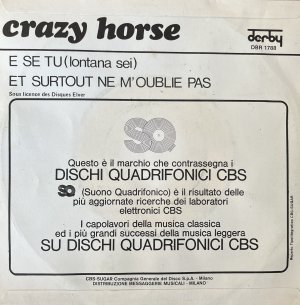 crazy horse
derby
DBR 1768
E SE TU (lontana sei)
ET SURTOUT NE M'OUBLIE PAS
Sous licence des Disques Elver
SQ
Questo è il marchio che contrassegna i
DISCHI QUADRIFONICI CBS
SQ (Suono Quadrifonico) è il risultato delle
più aggiornate ricerche dei laboratori
elettronici CBS
I capolavori della musica classica
ed i più grandi successi della musica leggera
SU DISCHI QUADRIFONICI CBS
CBS-SUGAR Compagnia Generale del Disco S.p.A. - Milano
DISTRIBUZIONE MESSAGGERIE MUSICALI - MILANO